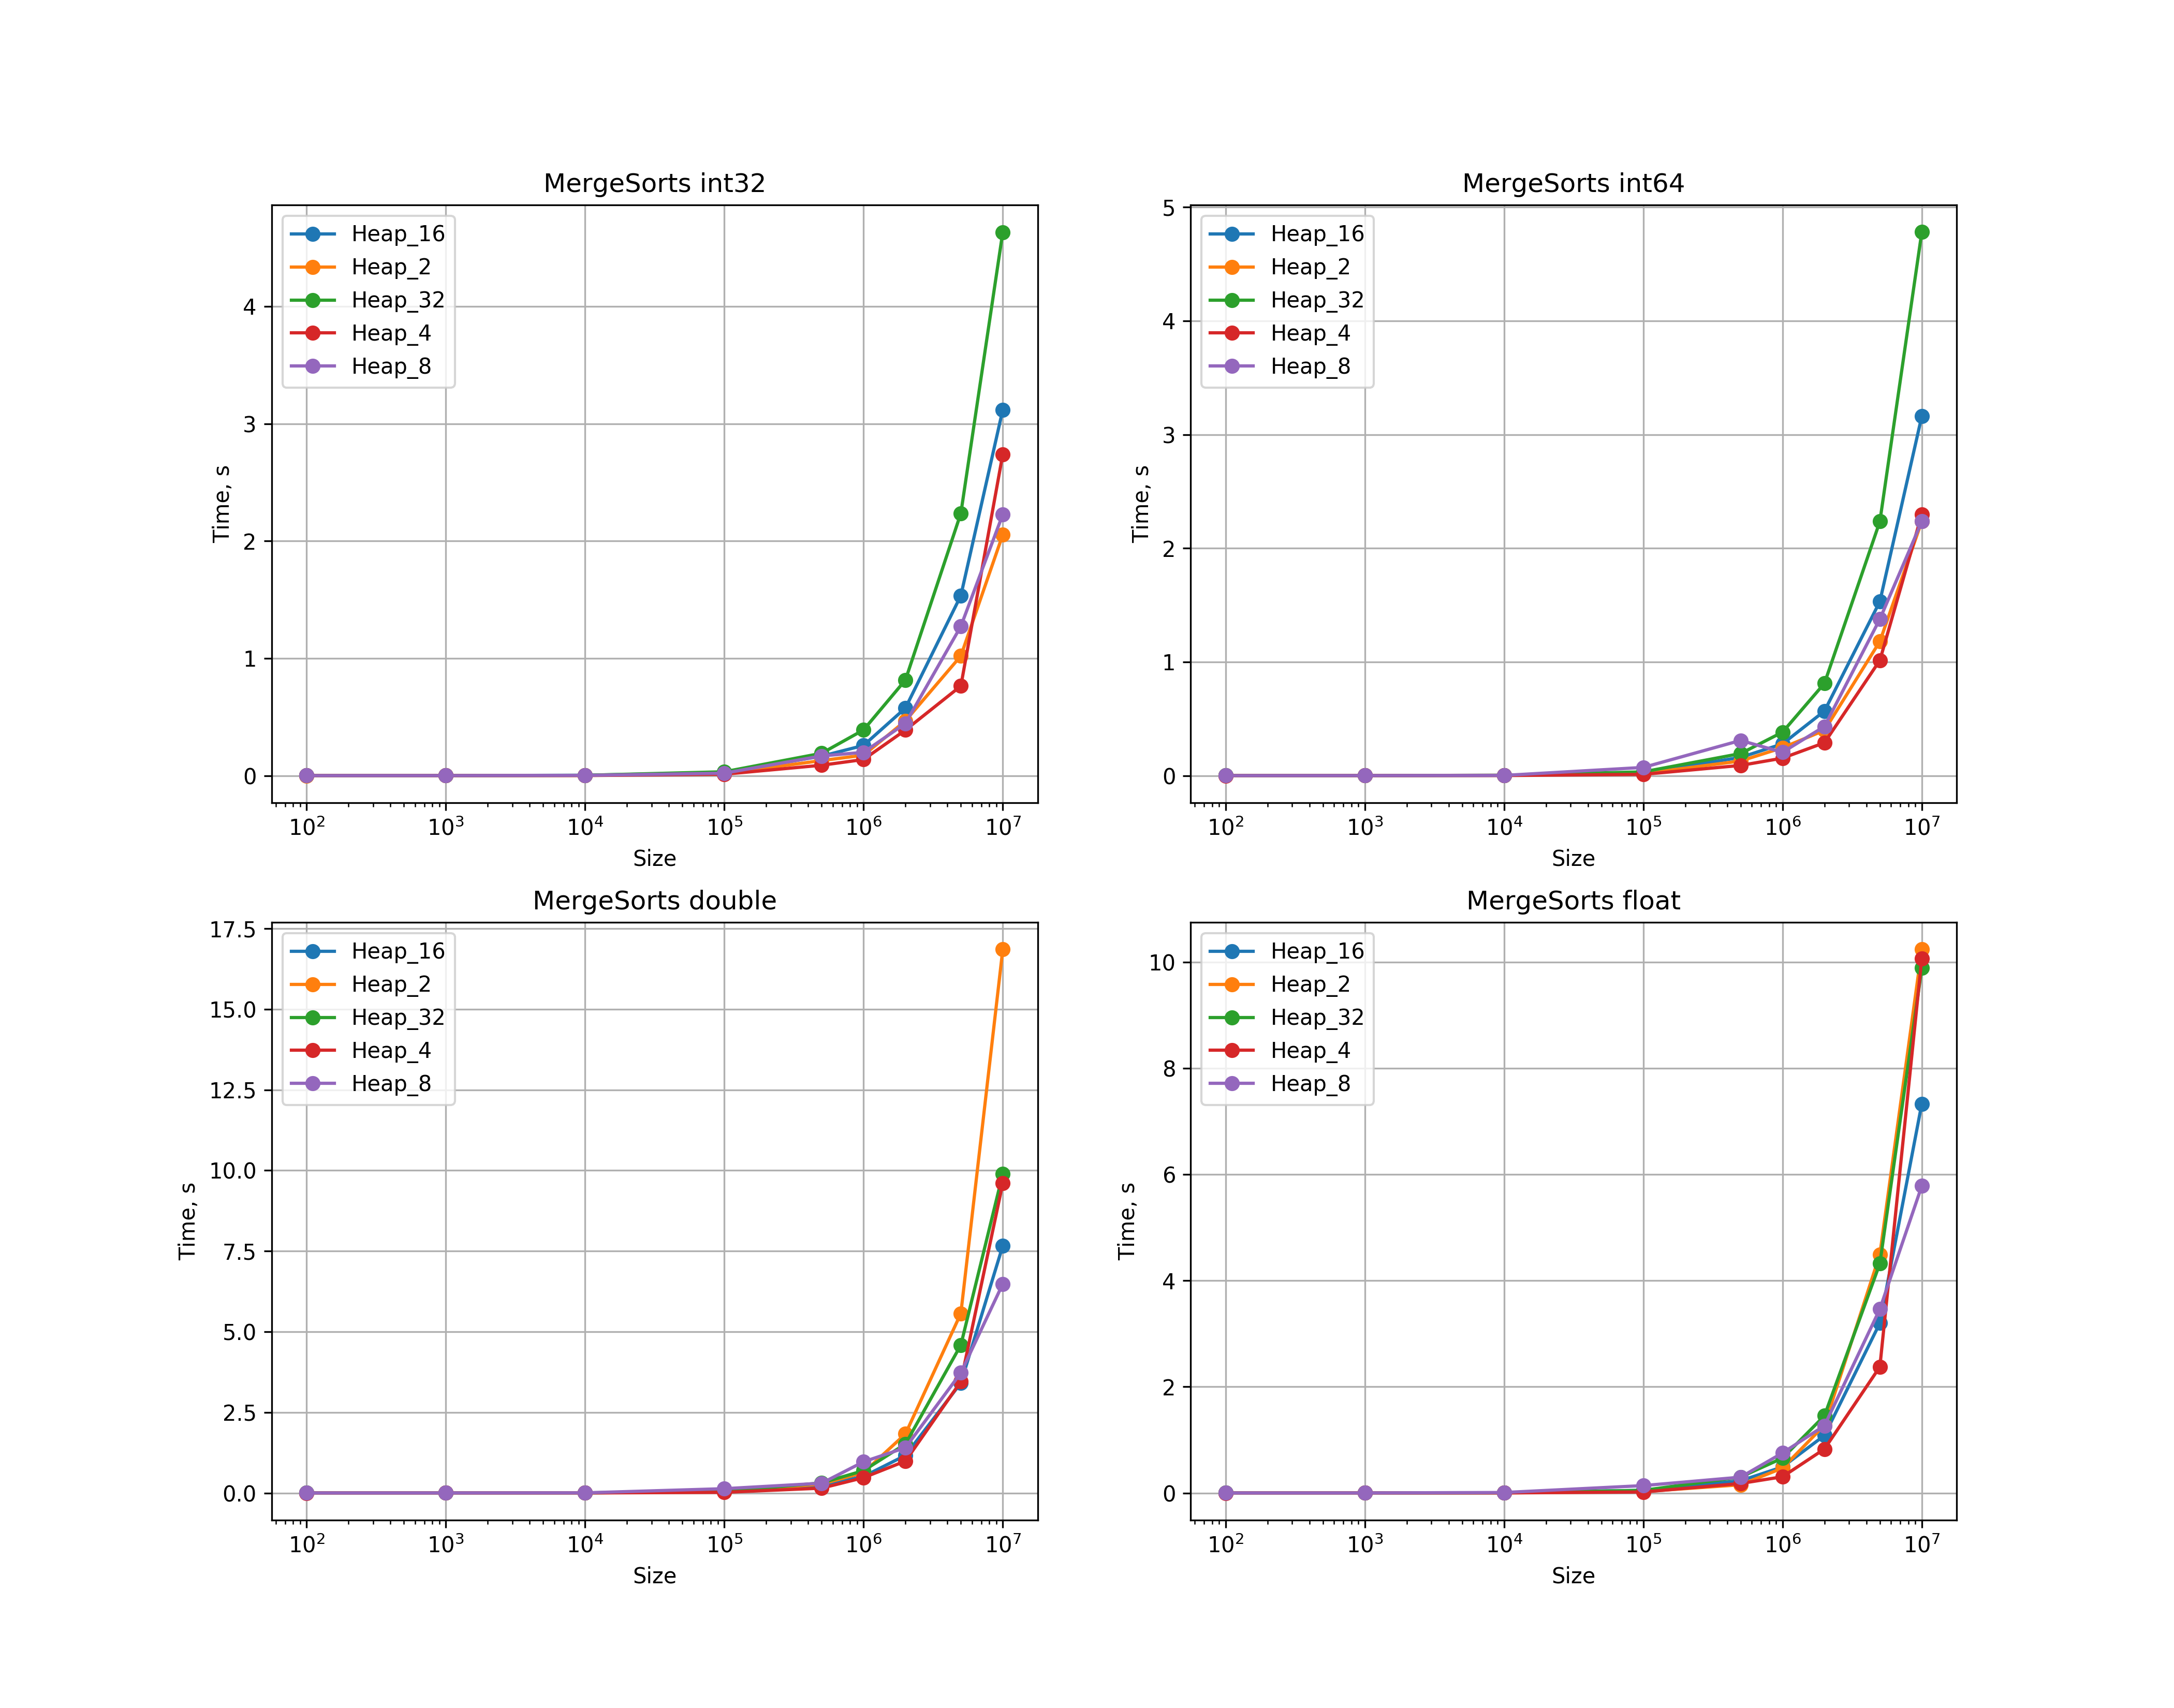 MergeSorts int32
Heap_16
Heap_2
Heap_32
Heap_4
Heap_8
4
3
2
1
0
Time, s
10² 10³ 10⁴ 10⁵ 10⁶ 10⁷
Size
MergeSorts int64
Heap_16
Heap_2
Heap_32
Heap_4
Heap_8
5
4
3
2
1
0
Time, s
10² 10³ 10⁴ 10⁵ 10⁶ 10⁷
Size
MergeSorts double
Heap_16
Heap_2
Heap_32
Heap_4
Heap_8
17.5
15.0
12.5
10.0
7.5
5.0
2.5
0.0
Time, s
10² 10³ 10⁴ 10⁵ 10⁶ 10⁷
Size
MergeSorts float
Heap_16
Heap_2
Heap_32
Heap_4
Heap_8
10
8
6
4
2
0
Time, s
10² 10³ 10⁴ 10⁵ 10⁶ 10⁷
Size